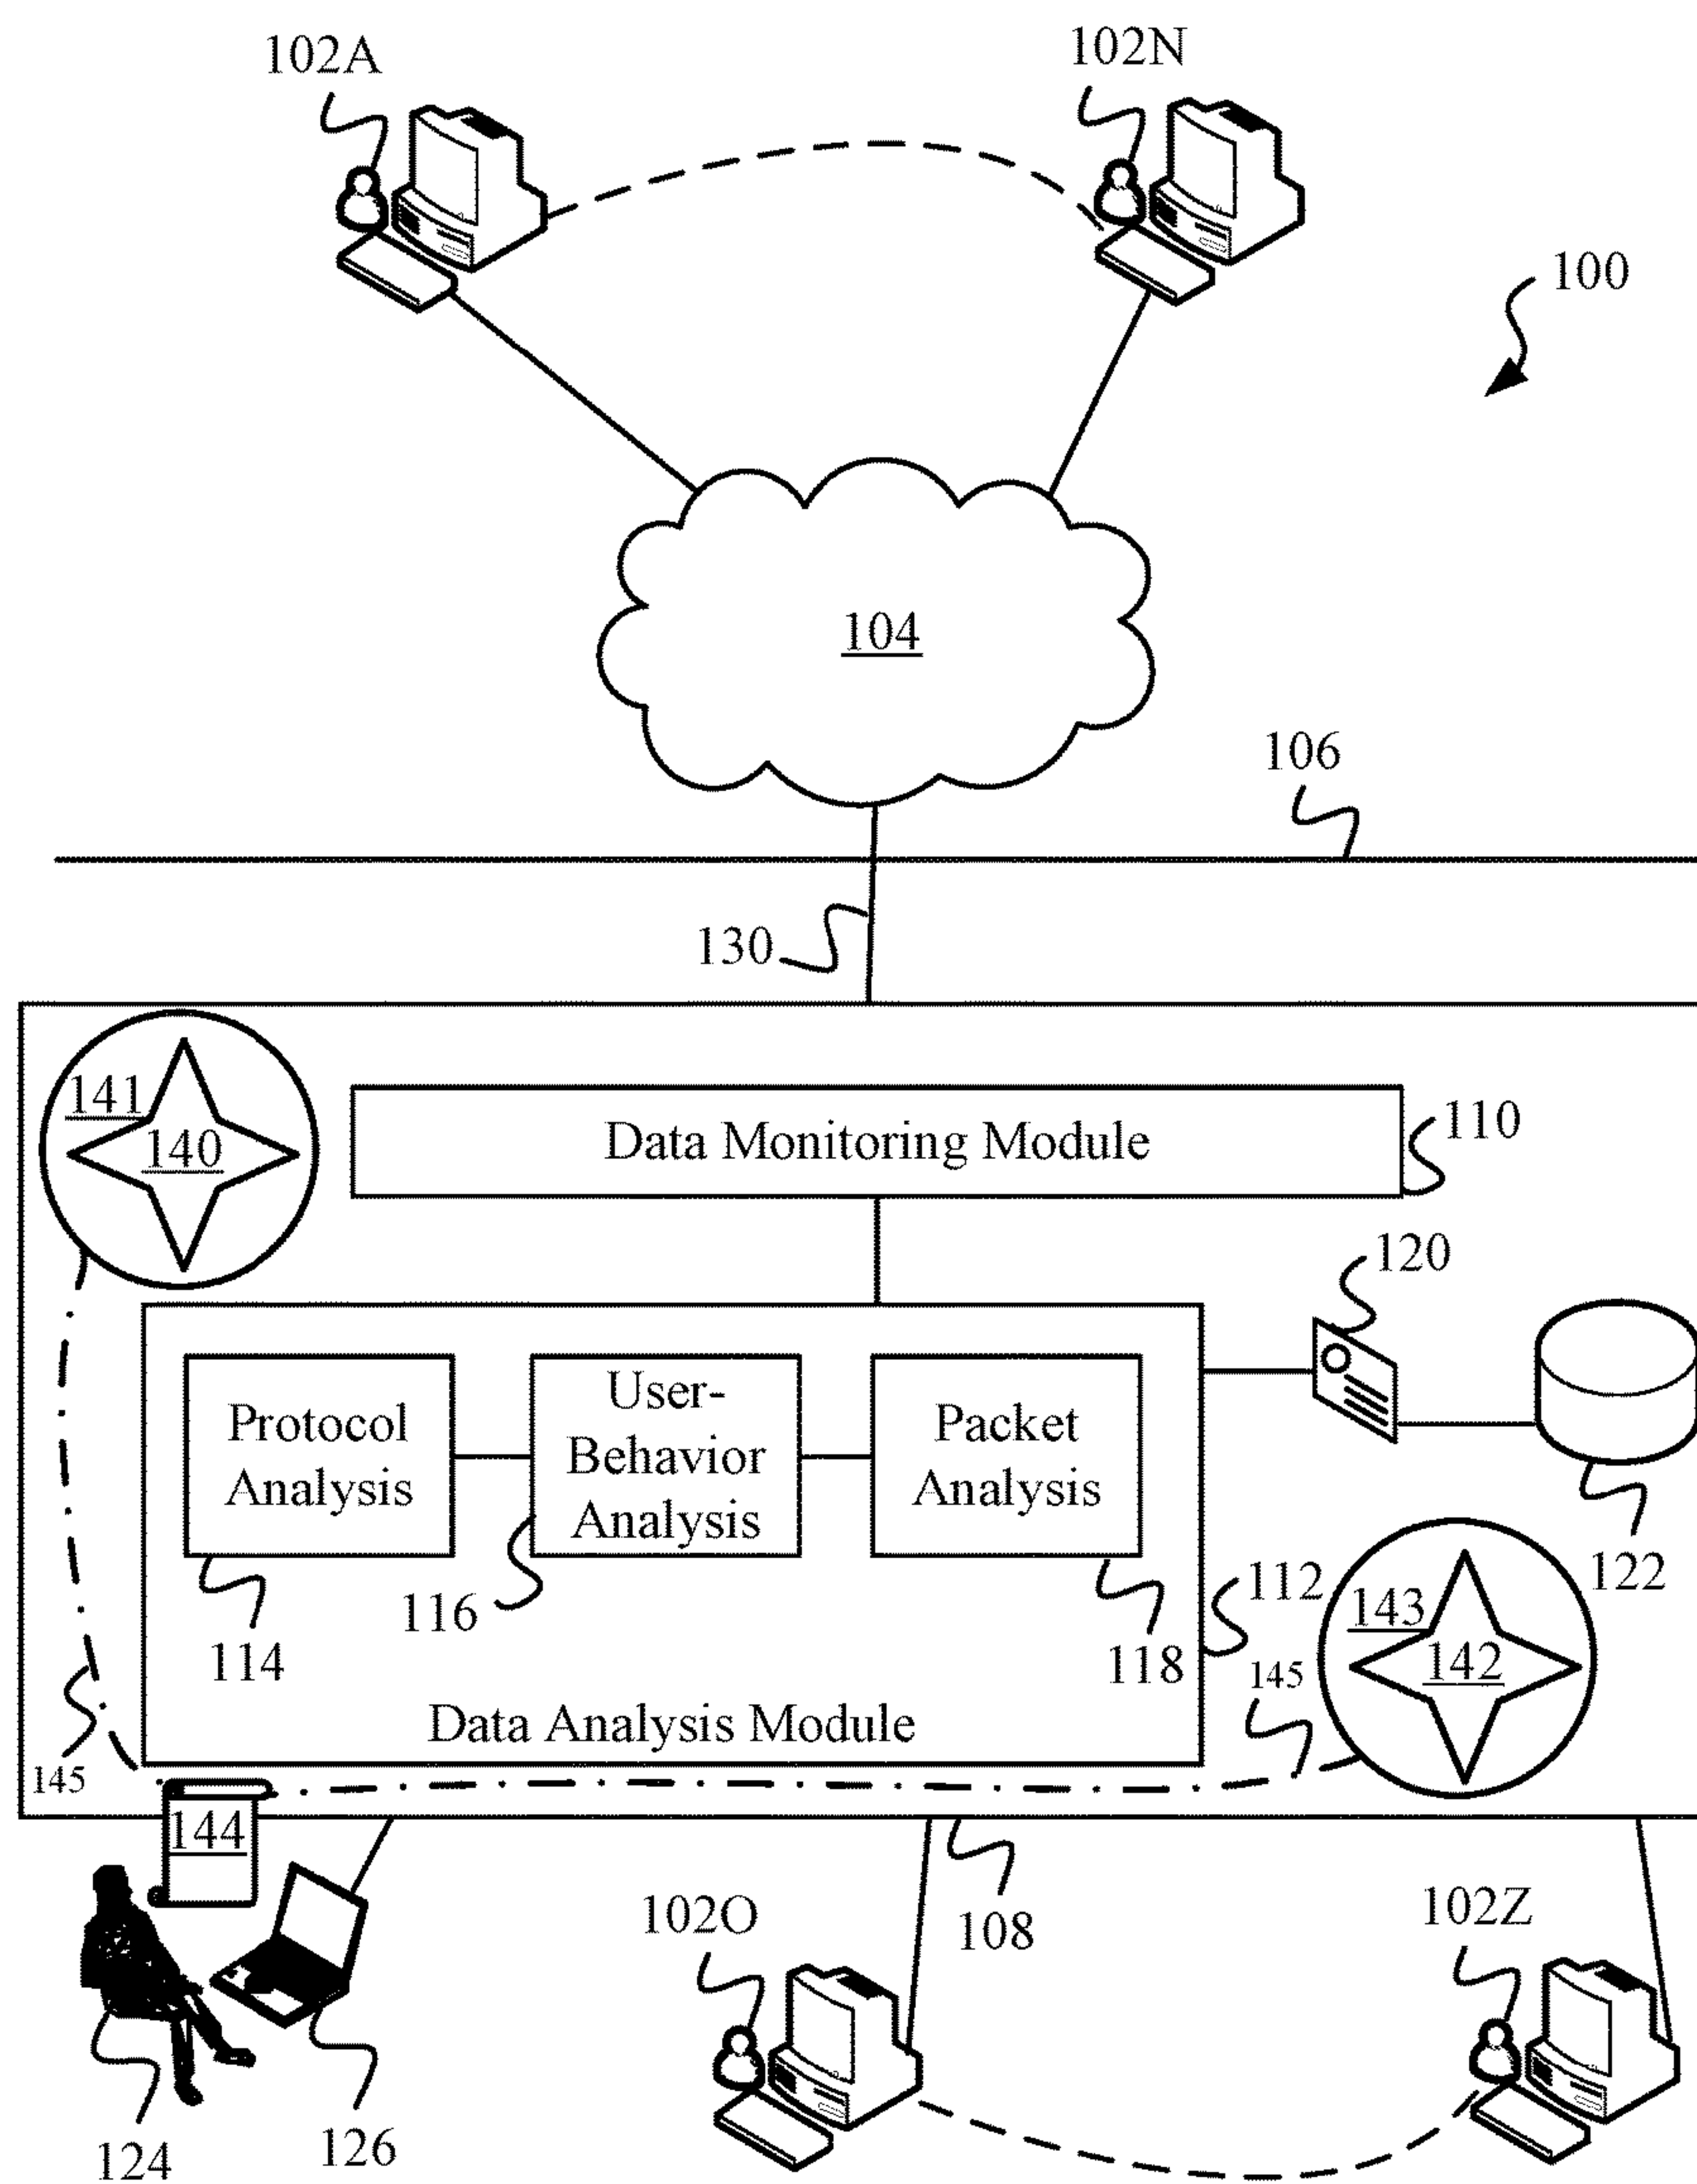 102A
102N
100
104
106
130
141
140
Data Monitoring Module
110
120
Protocol
Analysis
User-
Behavior
Analysis
Packet
Analysis
122
112
114
116
118
143
142
145
Data Analysis Module
145
144
102O
108
102Z
124
126